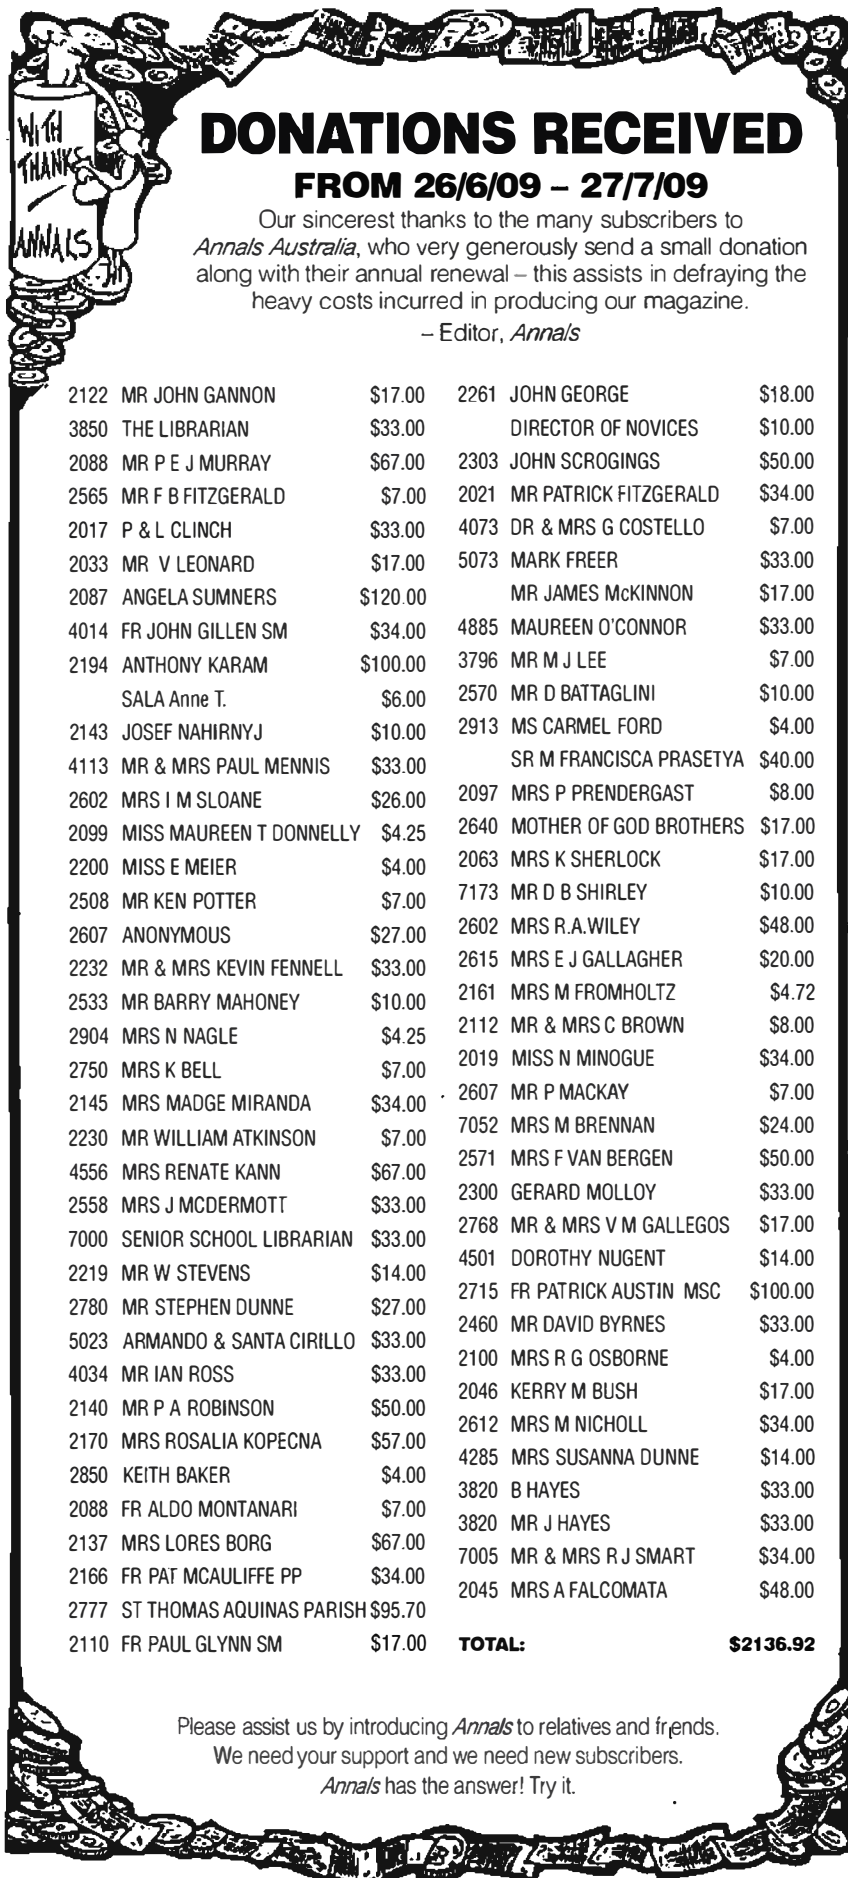 WITH
THANKS
ANNALS
DONATIONS RECEIVED
FROM 26/6/09 – 27/7/09
Our sincerest thanks to the many subscribers to
Annals Australia, who very generously send a small donation
along with their annual renewal – this assists in defraying the
heavy costs incurred in producing our magazine.
– Editor, Annals
2122 MR JOHN GANNON $17.00
3850 THE LIBRARIAN $33.00
2088 MR P E J MURRAY $67.00
2565 MR F B FITZGERALD $7.00
2017 P & L CLINCH $33.00
2033 MR V LEONARD $17.00
2087 ANGELA SUMNERS $120.00
4014 FR JOHN GILLEN SM $34.00
2194 ANTHONY KARAM $100.00
SALA Anne T. $6.00
2143 JOSEF NAHIRNYJ $10.00
4113 MR & MRS PAUL MENNIS $33.00
2602 MRS I M SLOANE $26.00
2099 MISS MAUREEN T DONNELLY $4.25
2200 MISS E MEIER $4.00
2508 MR KEN POTTER $7.00
2607 ANONYMOUS $27.00
2232 MR & MRS KEVIN FENNELL $33.00
2533 MR BARRY MAHONEY $10.00
2904 MRS N NAGLE $4.25
2750 MRS K BELL $7.00
2145 MRS MADGE MIRANDA $34.00
2230 MR WILLIAM ATKINSON $7.00
4556 MRS RENATE KANN $67.00
2558 MRS J MCDERMOTT $33.00
7000 SENIOR SCHOOL LIBRARIAN $33.00
2219 MR W STEVENS $14.00
2780 MR STEPHEN DUNNE $27.00
5023 ARMANDO & SANTA CIRILLO $33.00
4034 MR IAN ROSS $33.00
2140 MR P A ROBINSON $50.00
2170 MRS ROSALIA KOPECNA $57.00
2850 KEITH BAKER $4.00
2088 FR ALDO MONTANARI $7.00
2137 MRS LORES BORG $67.00
2166 FR PAT MCAULIFFE PP $34.00
2777 ST THOMAS AQUINAS PARISH $95.70
2110 FR PAUL GLYNN SM $17.00
2261 JOHN GEORGE $18.00
DIRECTOR OF NOVICES $10.00
2303 JOHN SCROGINGS $50.00
2021 MR PATRICK FITZGERALD $34.00
4073 DR & MRS G COSTELLO $7.00
5073 MARK FREER $33.00
MR JAMES McKINNON $17.00
4885 MAUREEN O'CONNOR $33.00
3796 MR M J LEE $7.00
2570 MR D BATTAGLINI $10.00
2913 MS CARMEL FORD $4.00
SR M FRANCISCA PRASETYA $40.00
2097 MRS P PRENDERGAST $8.00
2640 MOTHER OF GOD BROTHERS $17.00
2063 MRS K SHERLOCK $17.00
7173 MR D B SHIRLEY $10.00
2602 MRS R.A.WILEY $48.00
2615 MRS E J GALLAGHER $20.00
2161 MRS M FROMHOLTZ $4.72
2112 MR & MRS C BROWN $8.00
2019 MISS N MINOGUE $34.00
2607 MR P MACKAY $7.00
7052 MRS M BRENNAN $24.00
2571 MRS F VAN BERGEN $50.00
2300 GERARD MOLLOY $33.00
2768 MR & MRS V M GALLEGOS $17.00
4501 DOROTHY NUGENT $14.00
2715 FR PATRICK AUSTIN MSC $100.00
2460 MR DAVID BYRNES $33.00
2100 MRS R G OSBORNE $4.00
2046 KERRY M BUSH $17.00
2612 MRS M NICHOLL $34.00
4285 MRS SUSANNA DUNNE $14.00
3820 B HAYES $33.00
3820 MR J HAYES $33.00
7005 MR & MRS R J SMART $34.00
2045 MRS A FALCOMATA $48.00
TOTAL: $2136.92
Please assist us by introducing Annals to relatives and friends.
We need your support and we need new subscribers.
Annals has the answer! Try it.